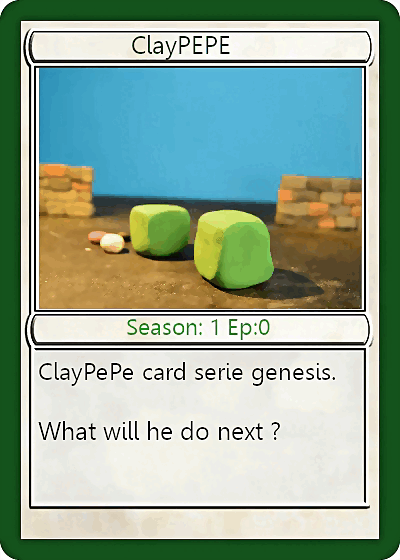 ClayPEPE
Season: 1 Ep:0
ClayPePe card serie genesis.
What will he do next ?